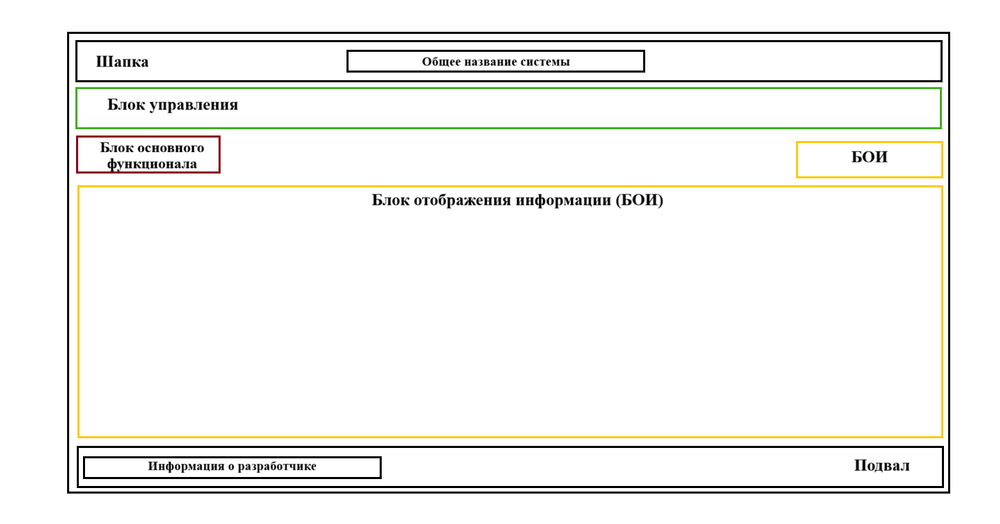 Шапка
Общее название системы
Блок управления
Блок основного
функционала
БОИ
Блок отображения информации (БОИ)
Информация о разработчике
Подвал